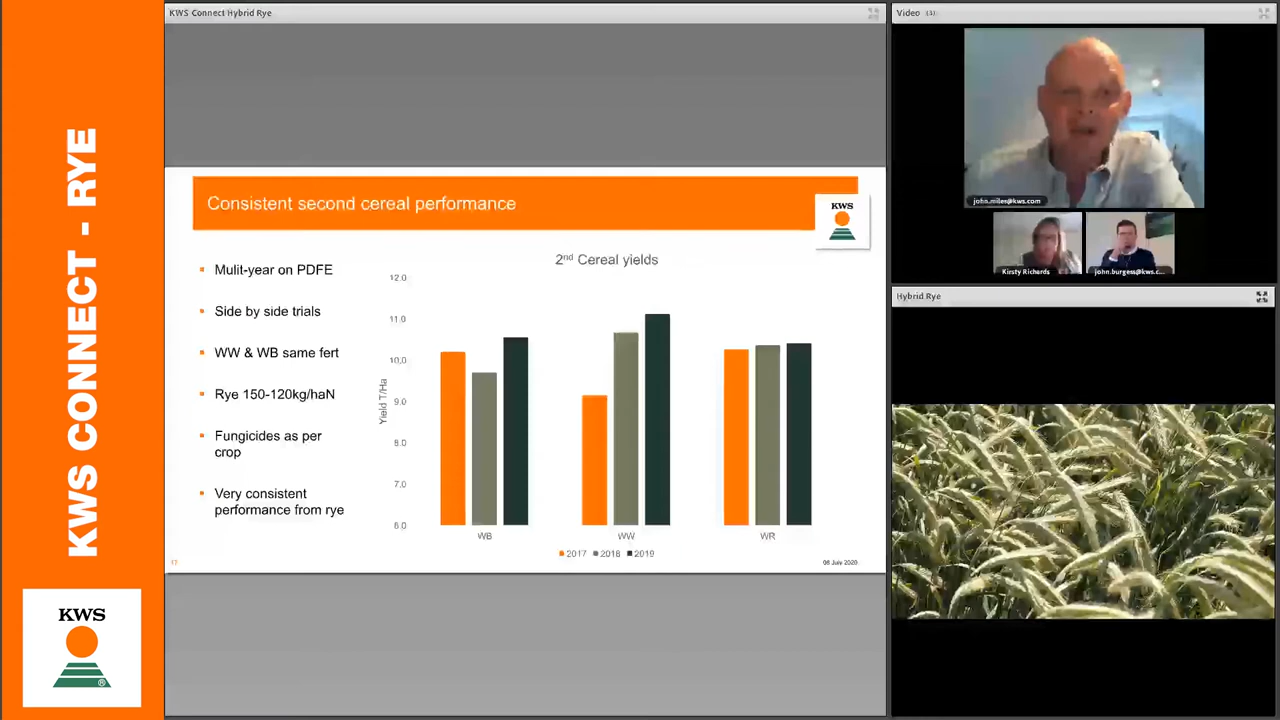 KWS CONNECT - RYE
KWS
®
KWS Connect Hybrid Rye
Consistent second cereal performance
KWS
Mulit-year on PDFE
Side by side trials
WW & WB same fert
Rye 150-120kg/haN
Fungicides as per
crop
Very consistent
performance from rye
2nd Cereal yields
Yield T/Ha
12.0
11.0
10.0
9.0
8.0
7.0
6.0
WB
WW
WR
2017 2018 2019
17
08 July 2020
Video (3)
john.miles@kws.com
Kirsty Richards
john.burgess@kws.c...
Hybrid Rye